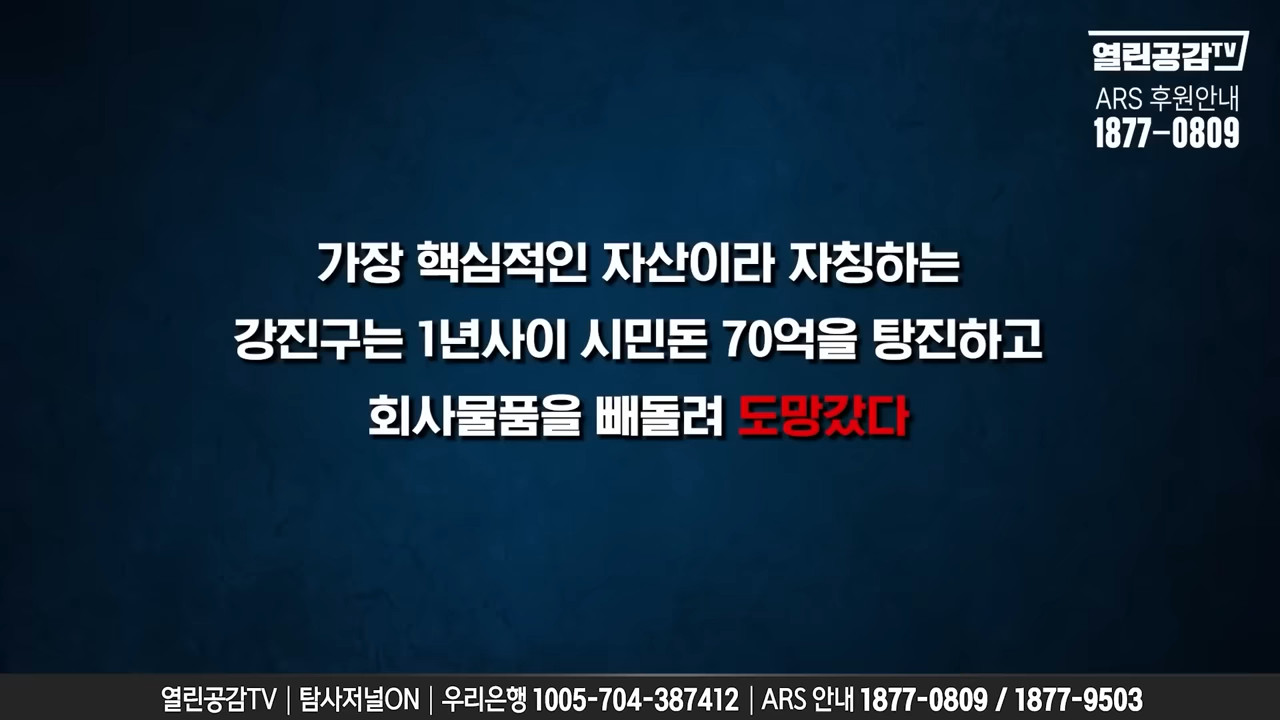 열린공감TV
ARS 후원안내
1877-0809
가장 핵심적인 자산이라 자칭하는
강진구는 1년사이 시민돈 70억을 탕진하고
회사물품을 빼돌려 도망갔다
열린공감TV | 탐사저널ON | 우리은행 1005-704-387412 | ARS 안내 1877-0809 / 1877-9503